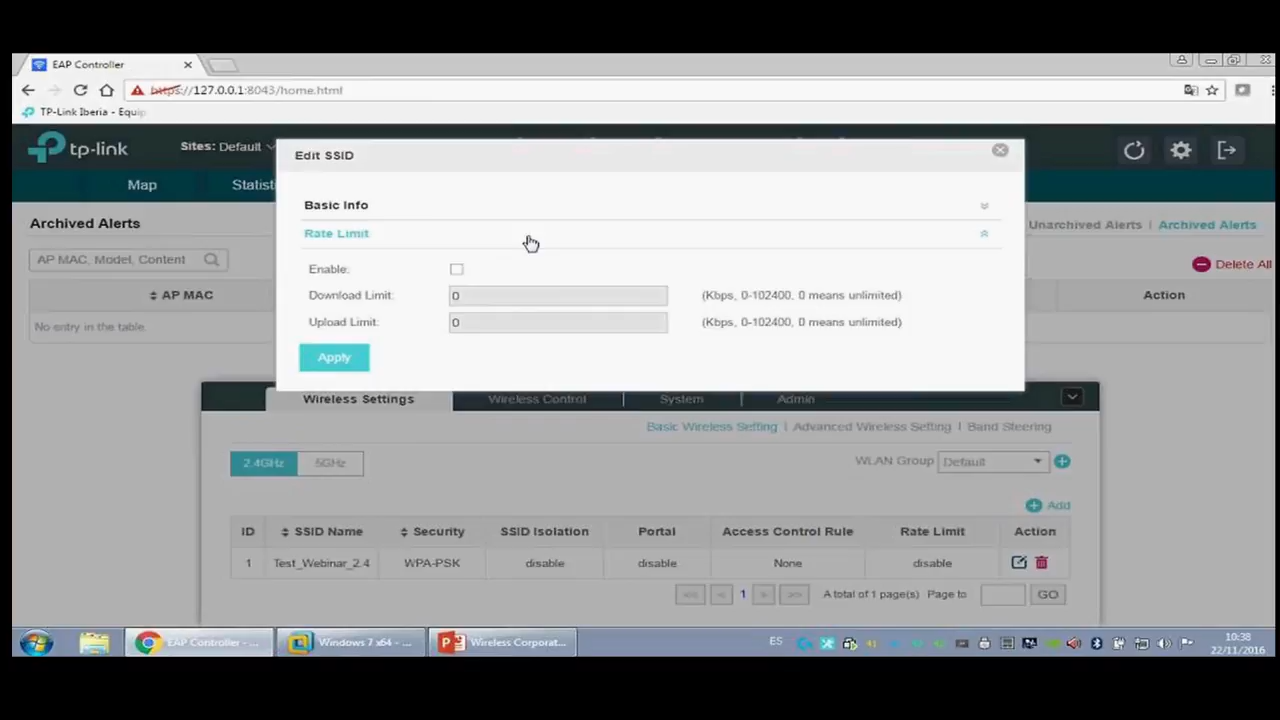 EAP Controller
https://127.0.0.1:8043/home.html
TP-Link Iberia - Equip
tp-link
Sites: Default
Edit SSID
Map
Statisti
Basic Info
Archived Alerts
Unarchived Alerts | Archived Alerts
Rate Limit
AP MAC, Model, Content
Delete All
Enable:
AP MAC
Action
Download Limit:
0
(Kbps, 0-102400, 0 means unlimited)
No entry in the table.
Upload Limit:
0
(Kbps, 0-102400, 0 means unlimited)
Apply
Wireless Settings
Wireless Control
System
Admin
Basic Wireless Setting | Advanced Wireless Setting | Band Steering
2.4GHz
5GHz
WLAN Group
Default
Add
ID
SSID Name
Security
SSID Isolation
Portal
Access Control Rule
Rate Limit
Action
1
Test_Webinar_2.4
WPA-PSK
disable
disable
None
disable
<<
<
1
>
>>
A total of 1 page(s)
Page to
GO
EAP Controller - ...
Windows 7 x64 - ...
Wireless Corporat...
ES
10:38
22/11/2016